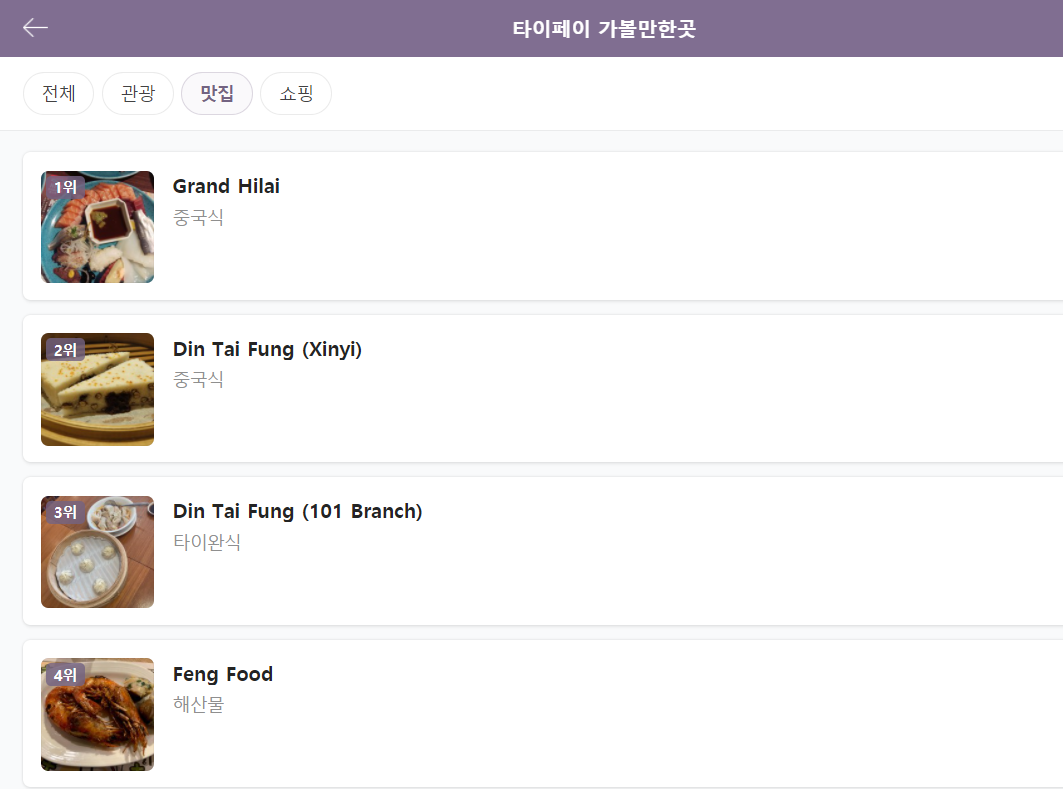 타이페이 가볼만한곳
전체 관광 맛집 쇼핑
1위
Grand Hilai
중국식
2위
Din Tai Fung (Xinyi)
중국식
3위
Din Tai Fung (101 Branch)
타이완식
4위
Feng Food
해산물